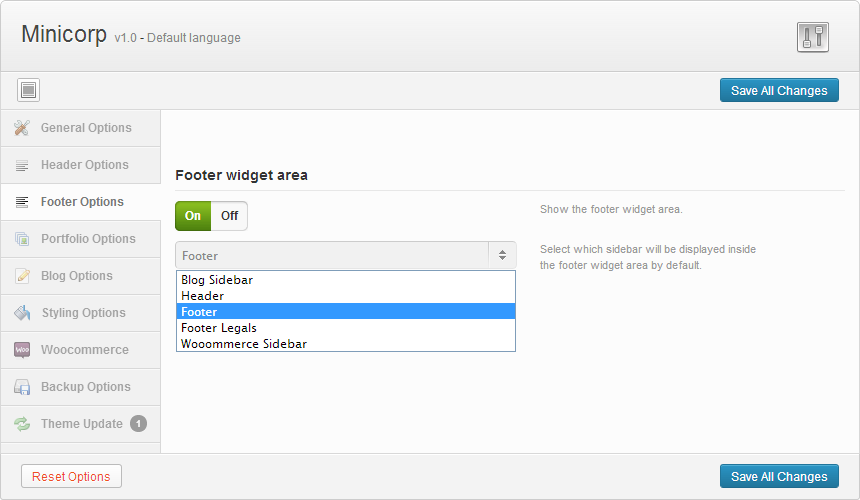 Minicorp v1.0 - Default language
Save All Changes
General Options
Header Options
Footer Options
Portfolio Options
Blog Options
Styling Options
Woo Woocommerce
Backup Options
Theme Update 1
Footer widget area
On Off
Show the footer widget area.
Footer
Select which sidebar will be displayed inside
the footer widget area by default.
Blog Sidebar
Header
Footer
Footer Legals
Wooommerce Sidebar
Reset Options
Save All Changes